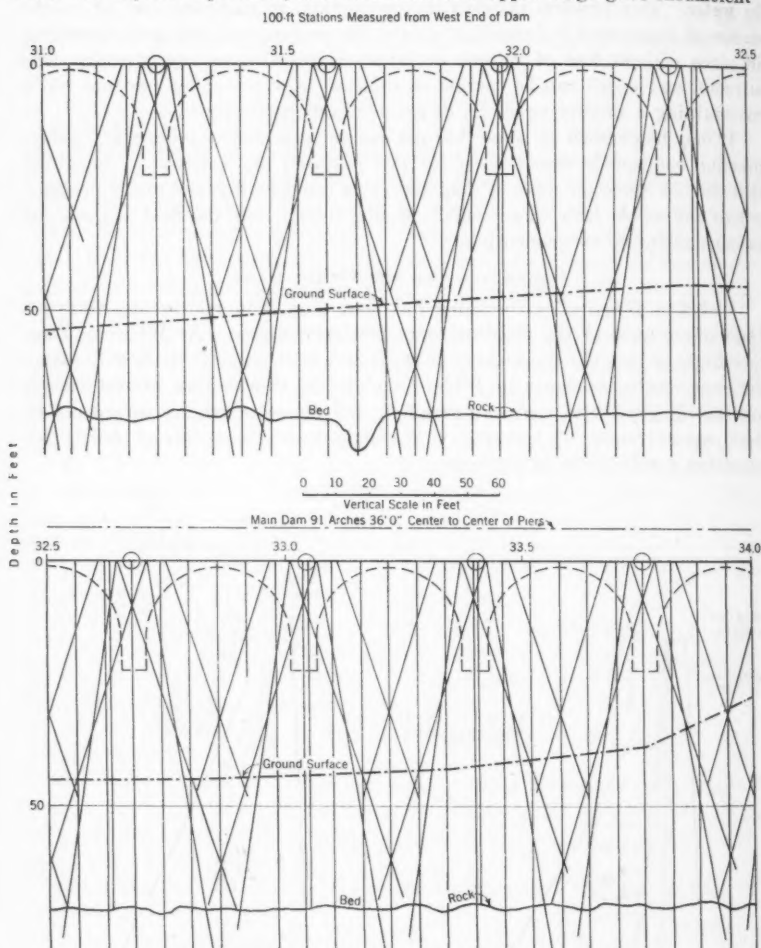 100-ft Stations Measured from West End of Dam
31.0 31.5 32.0 32.5
0
Ground Surface
50
Bed Rock
Depth in Feet
0 10 20 30 40 50 60
Vertical Scale in Feet
Main Dam 91 Arches 36'0" Center to Center of Piers
32.5 33.0 33.5 34.0
0
Ground Surface
50
Bed Rock